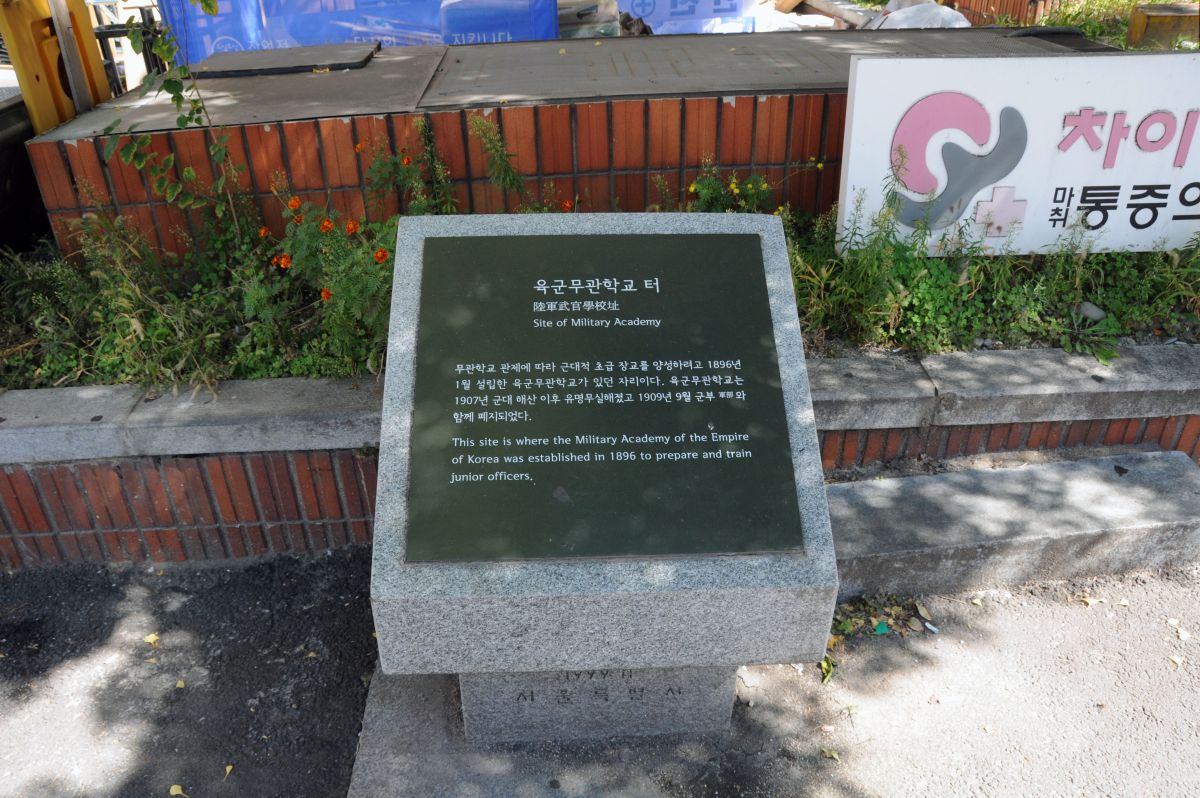 차이
마취 통증의
육군무관학교 터
陸軍武官學校址
Site of Military Academy
무관학교 관제에 따라 근대적 초급 장교를 양성하려고 1896년
1월 설립한 육군무관학교가 있던 자리이다. 육군무관학교는
1907년 군대 해산 이후 유명무실해졌고 1909년 9월 군부 軍部 와
함께 폐지되었다.
This site is where the Military Academy of the Empire
of Korea was established in 1896 to prepare and train
junior officers.
서울특별시